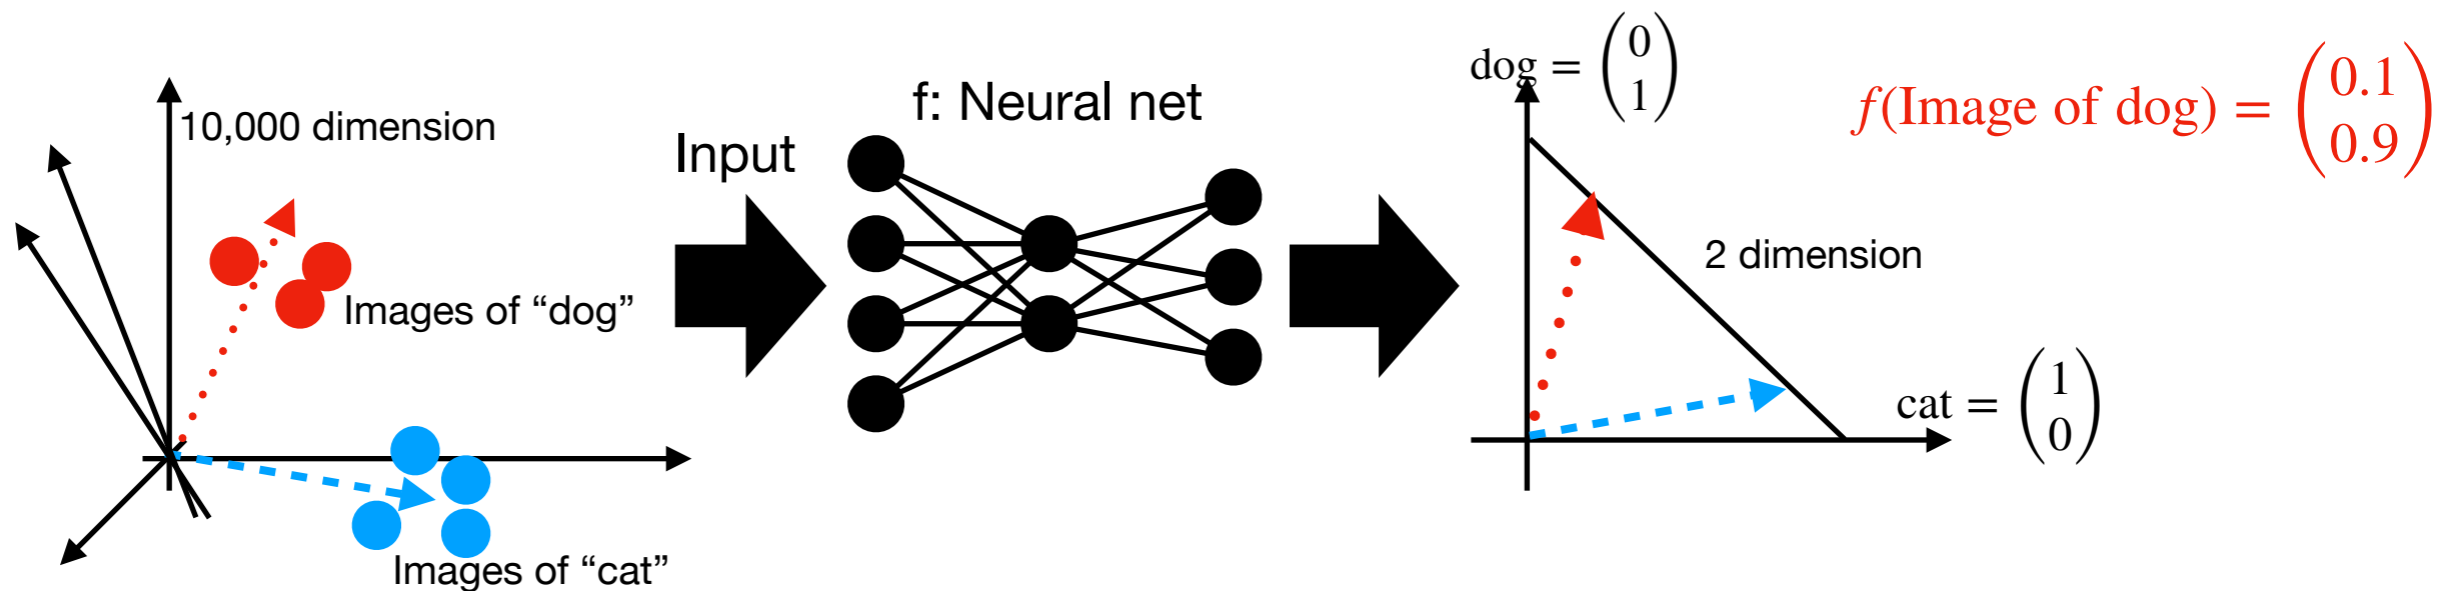 10,000 dimension
Images of “dog”
Images of “cat”
Input
f: Neural net
dog = (0 1)
2 dimension
cat = (1 0)
f(Image of dog) = (0.1 0.9)